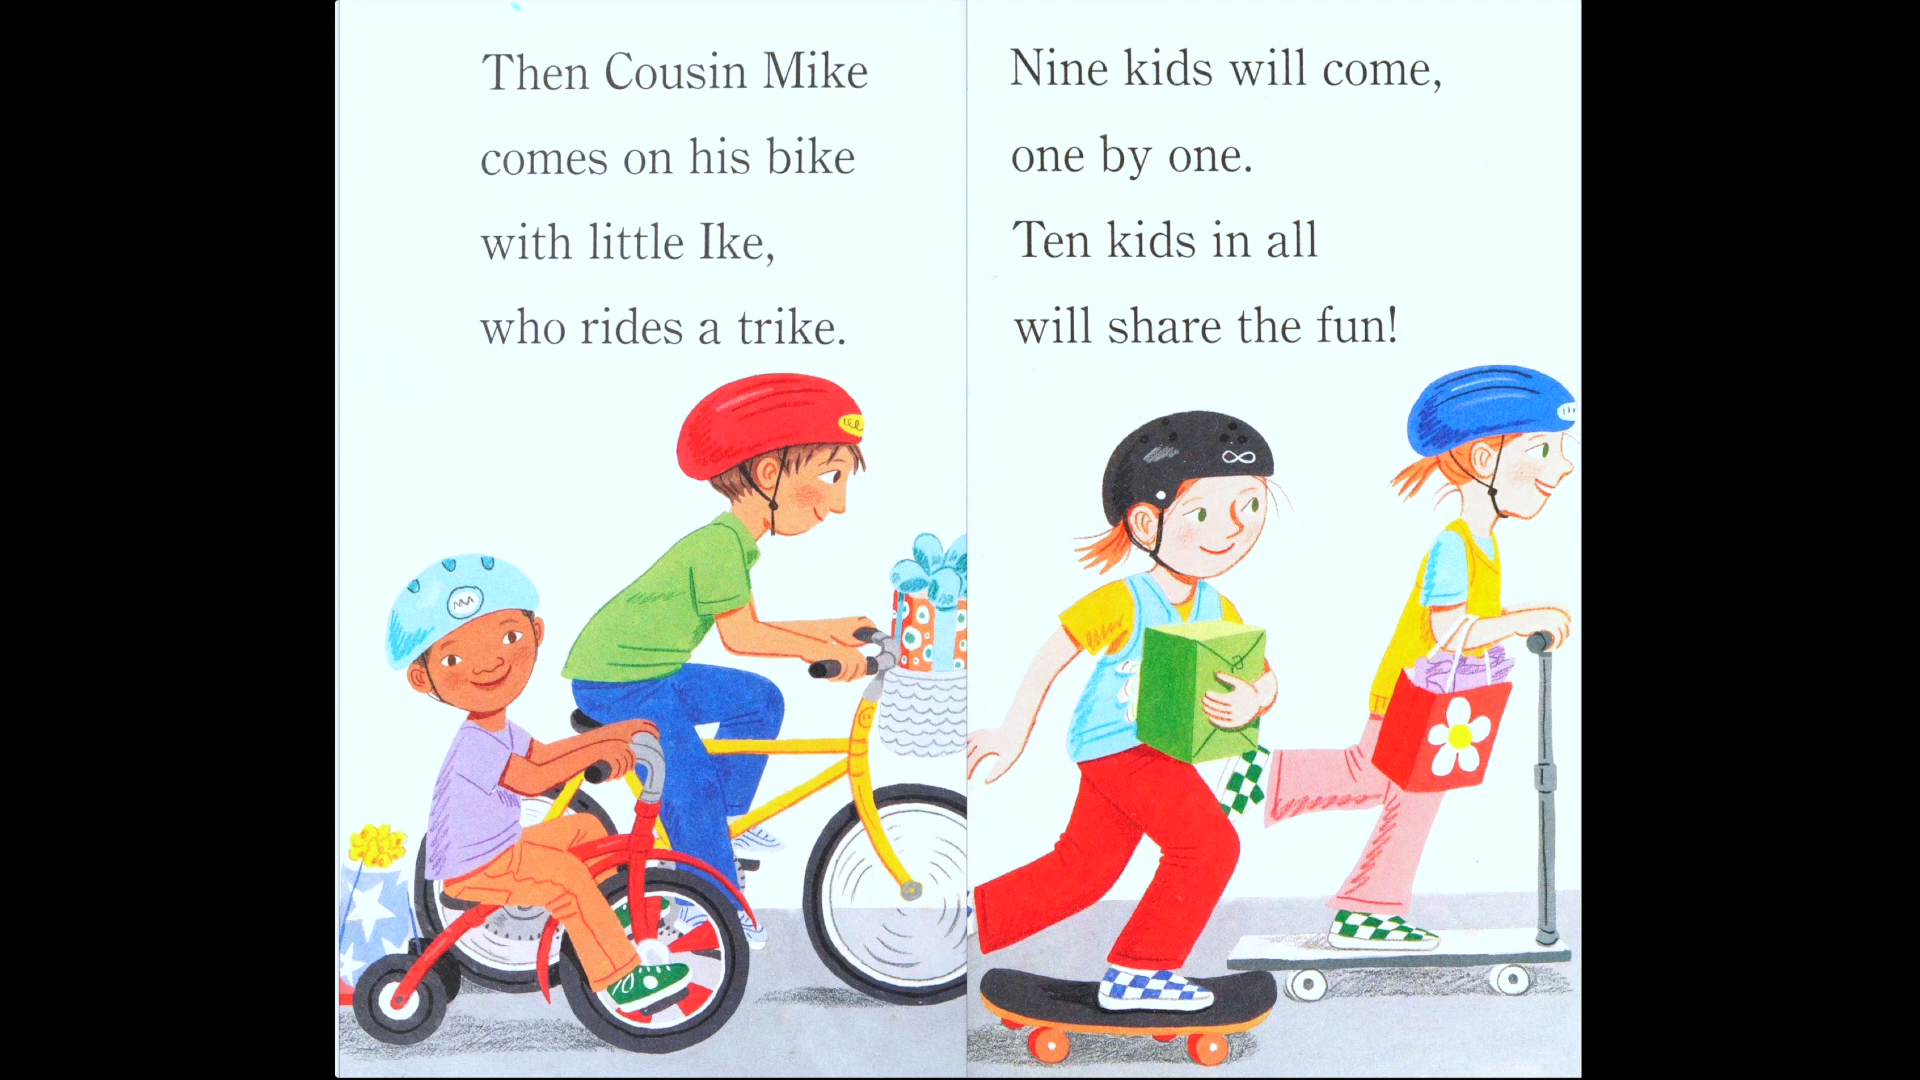 Then Cousin Mike
comes on his bike
with little Ike,
who rides a trike.
Nine kids will come,
one by one.
Ten kids in all
will share the fun!